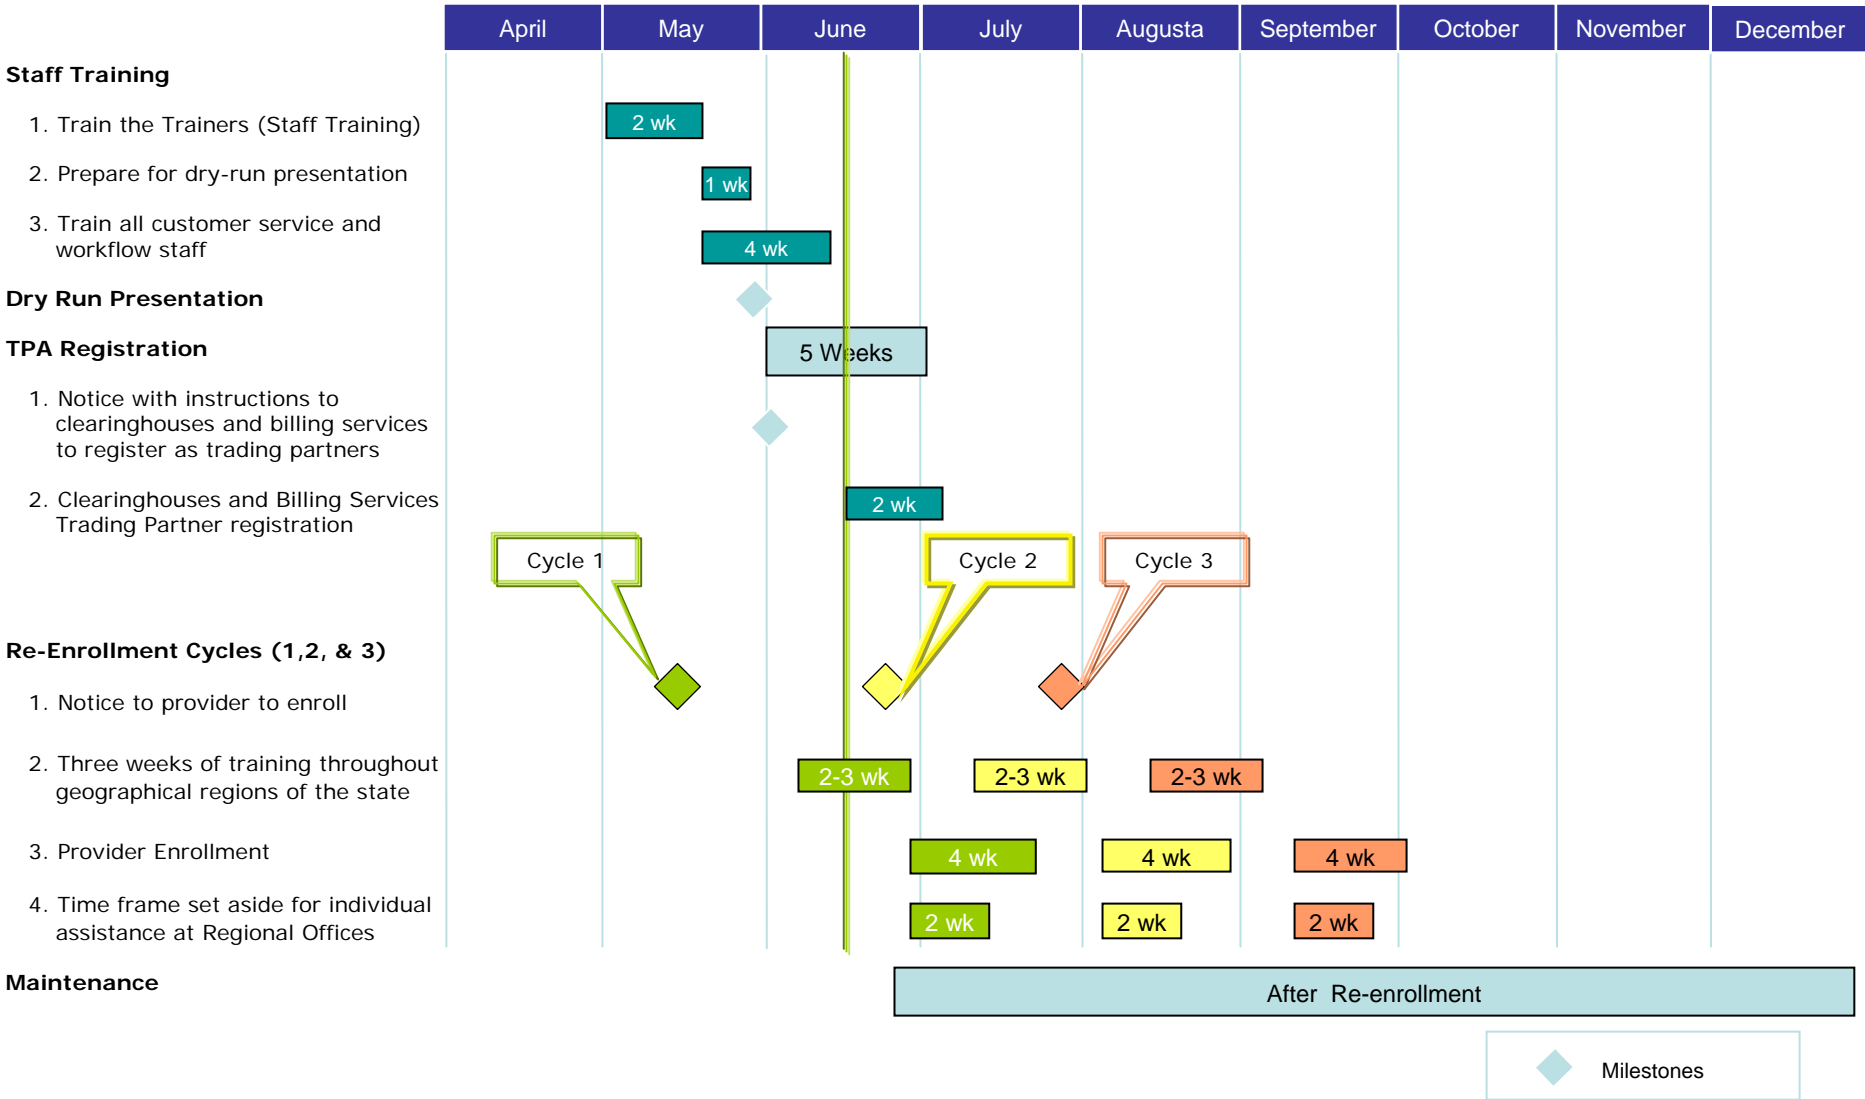 April May June July Augusta September October November December
Staff Training
1. Train the Trainers (Staff Training)
2 wk
2. Prepare for dry-run presentation
1 wk
3. Train all customer service and
workflow staff
4 wk
Dry Run Presentation
TPA Registration
5 Weeks
1. Notice with instructions to
clearinghouses and billing services
to register as trading partners
2. Clearinghouses and Billing Services
Trading Partner registration
2 wk
Cycle 1 Cycle 2 Cycle 3
Re-Enrollment Cycles (1,2, & 3)
1. Notice to provider to enroll
2. Three weeks of training throughout
geographical regions of the state
2-3 wk 2-3 wk 2-3 wk
3. Provider Enrollment
4 wk 4 wk 4 wk
4. Time frame set aside for individual
assistance at Regional Offices
2 wk 2 wk 2 wk
Maintenance
After Re-enrollment
Milestones